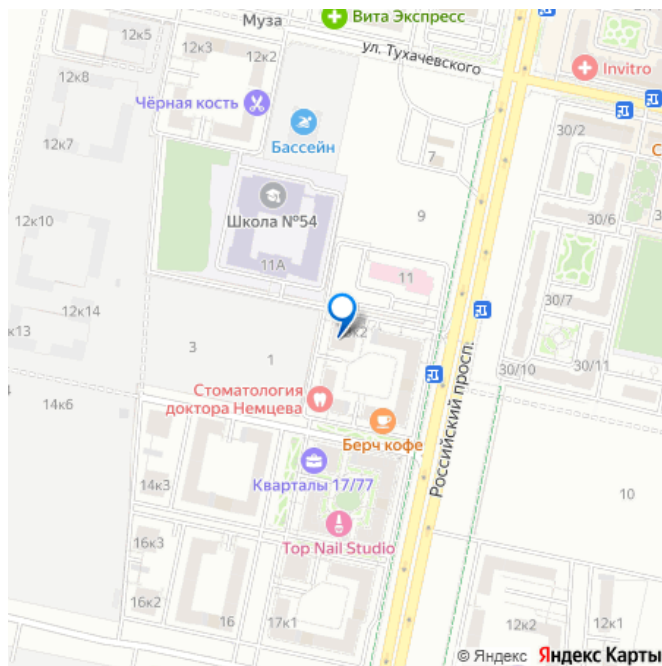 Муза
Вита Экспресс
12к5
12к3
12к2
ул. Тухачевского
Invitro
12к8
Чёрная кость
Бассейн
12к7
7
30/2
С
Школа №54
9
30/6
3
12к10
11А
11
30/7
12к14
к13
3
1
30/10
30/11
Стоматология
доктора Немцева
14к6
Берч кофе
Российский просп.
Кварталы 17/77
14к3
10
Top Nail Studio
16к3
16к2
16
17к1
12к2
12к1
© Яндекс Яндекс Карты